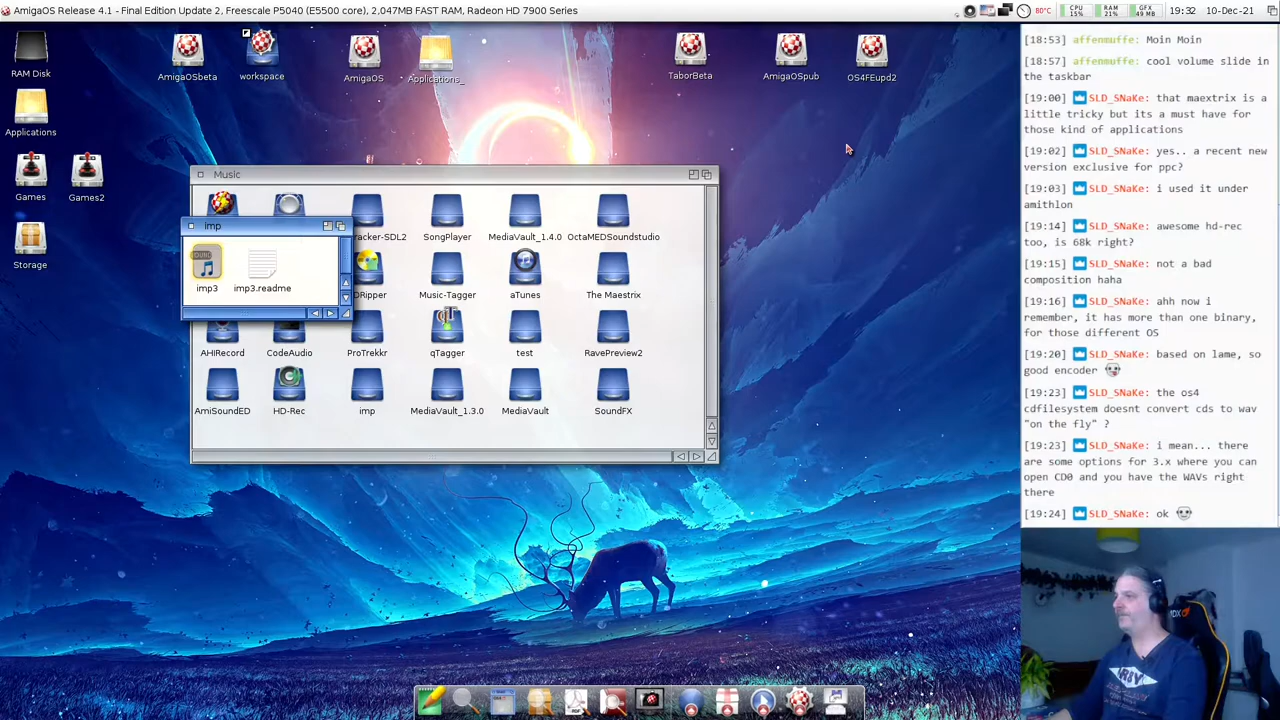 AmigaOS Release 4.1 - Final Edition Update 2, Freescale P5040 (E5500 core), 2,047MB FAST RAM, Radeon HD 7900 Series
80°C
CPU
15%
RAM
21%
GFX
49 MB
19:32
10-Dec-21
RAM Disk
AmigaOSbeta
workspace
AmigaOS
Applications_
TaborBeta
AmigaOSpub
OS4FEupd2
Applications
Games
Games2
Storage
Music
racker-SDL2
SongPlayer
MediaVault_1.4.0
OctaMEDSoundstudio
imp
imp3
imp3.readme
DRipper
Music-Tagger
aTunes
The Maestrix
AHIRecord
CodeAudio
ProTrekkr
qTagger
test
RavePreview2
AmiSoundED
HD-Rec
imp
MediaVault_1.3.0
MediaVault
SoundFX
PDF
[18:53] affenmuffe: Moin Moin
[18:57] affenmuffe: cool volume slide in
the taskbar
[19:00] SLD_SNaKe: that maextrix is a
little tricky but its a must have for
those kind of applications
[19:02] SLD_SNaKe: yes.. a recent new
version exclusive for ppc?
[19:03] SLD_SNaKe: i used it under
amithlon
[19:14] SLD_SNaKe: awesome hd-rec
too, is 68k right?
[19:15] SLD_SNaKe: not a bad
composition haha
[19:16] SLD_SNaKe: ahh now i
remember, it has more than one binary,
for those different OS
[19:20] SLD_SNaKe: based on lame, so
good encoder
[19:23] SLD_SNaKe: the os4
cdfilesystem doesnt convert cds to wav
"on the fly" ?
[19:23] SLD_SNaKe: i mean... there
are some options for 3.x where you can
open CD0 and you have the WAVs right
there
[19:24] SLD_SNaKe: ok